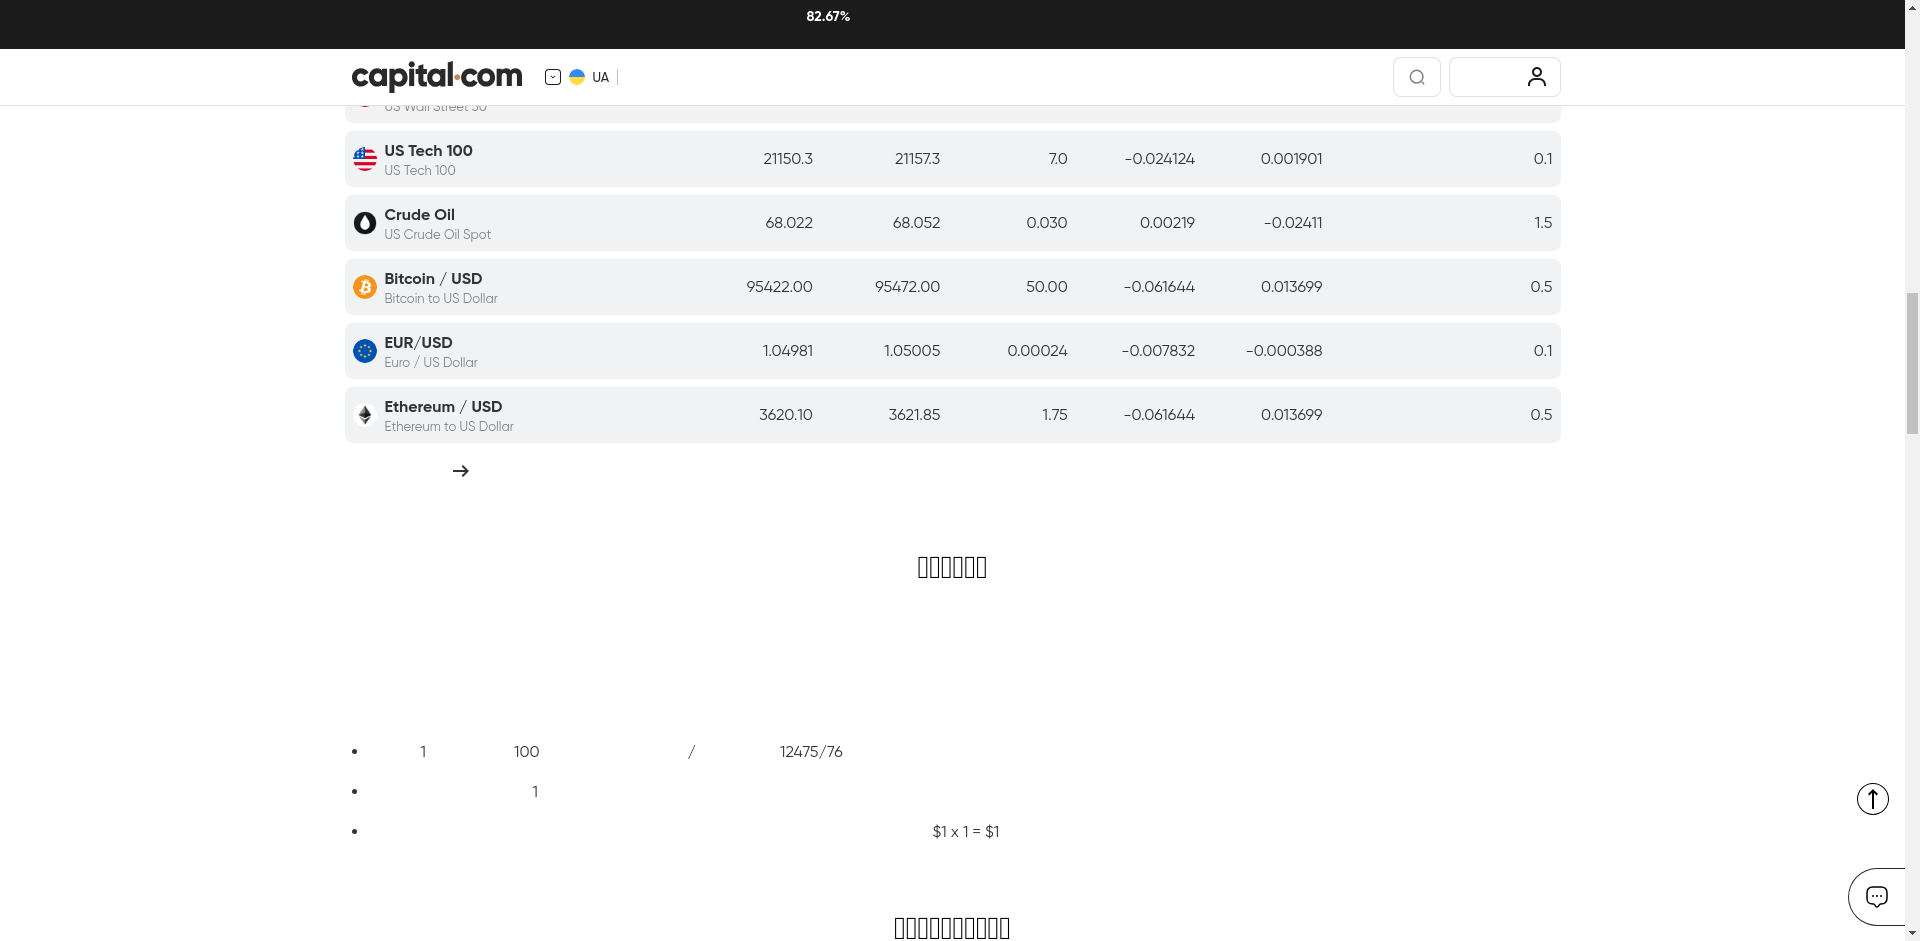 82.67%
capital.com
UA
US Wall Street 30
US Tech 100
US Tech 100
21150.3 21157.3 7.0 -0.024124 0.001901 0.1
Crude Oil
US Crude Oil Spot
68.022 68.052 0.030 0.00219 -0.02411 1.5
Bitcoin / USD
Bitcoin to US Dollar
95422.00 95472.00 50.00 -0.061644 0.013699 0.5
EUR/USD
Euro / US Dollar
1.04981 1.05005 0.00024 -0.007832 -0.000388 0.1
Ethereum / USD
Ethereum to US Dollar
3620.10 3621.85 1.75 -0.061644 0.013699 0.5
1 100 / 12475/76
1
$1 x 1 = $1